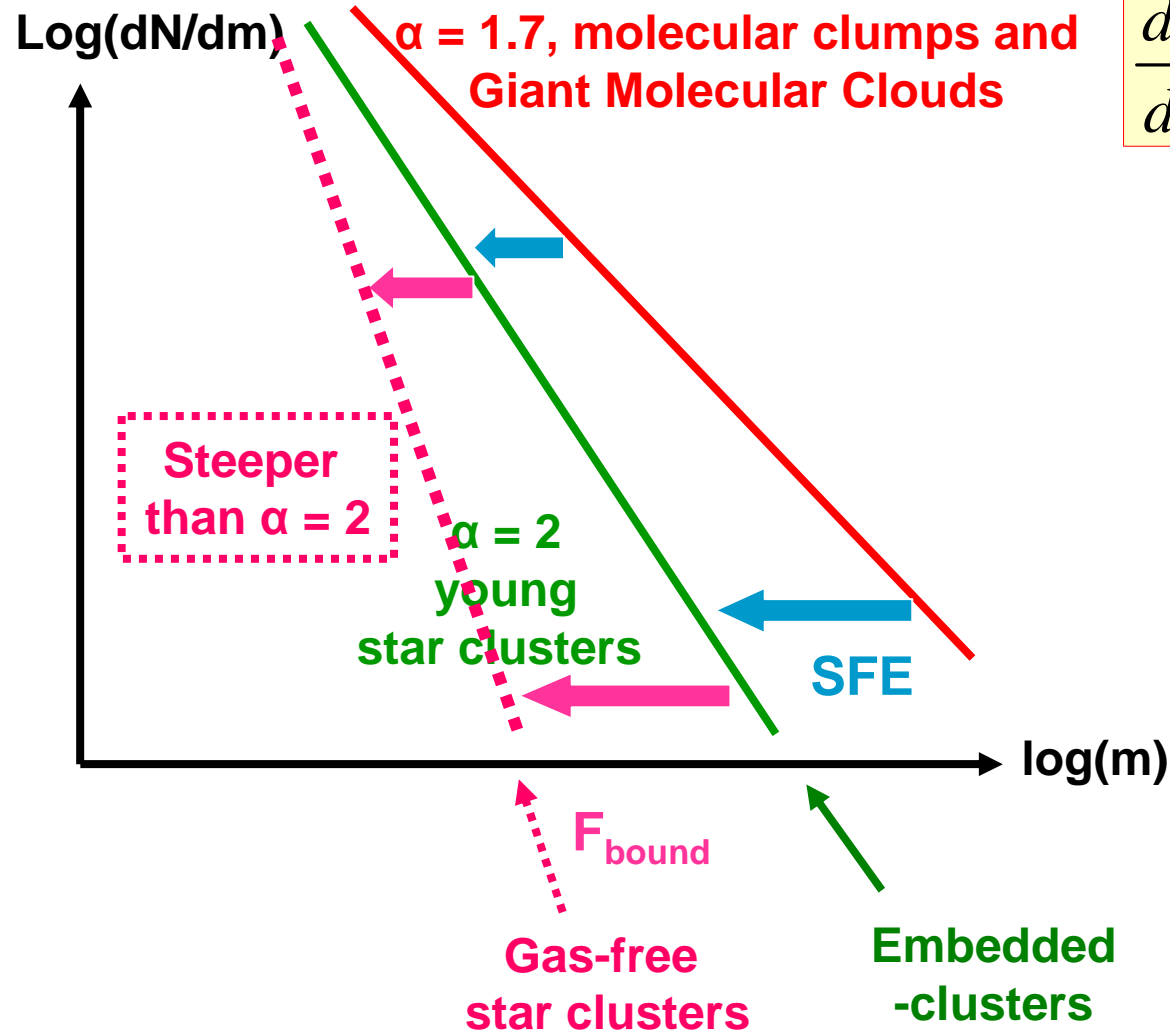 Log(dN/dm)
α = 1.7, molecular clumps and
Giant Molecular Clouds
d
d
Steeper
than α = 2
α = 2
young
star clusters
SFE
log(m)
F_bound
Gas-free
star clusters
Embedded
-clusters